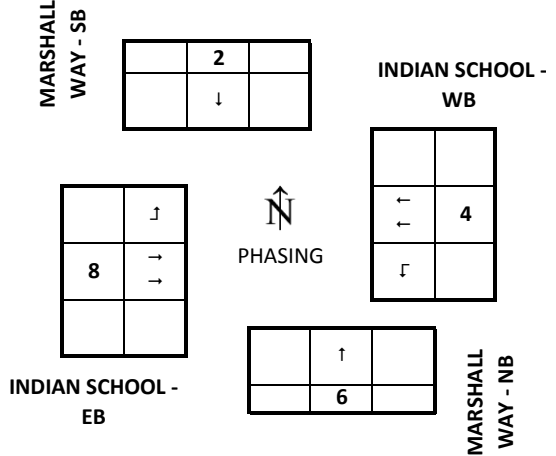 MARSHALL
WAY - SB
2
↓
INDIAN SCHOOL -
WB
←
←
4
↓
8
→
→
N
PHASING
INDIAN SCHOOL -
EB
↑
6
MARSHALL
WAY - NB